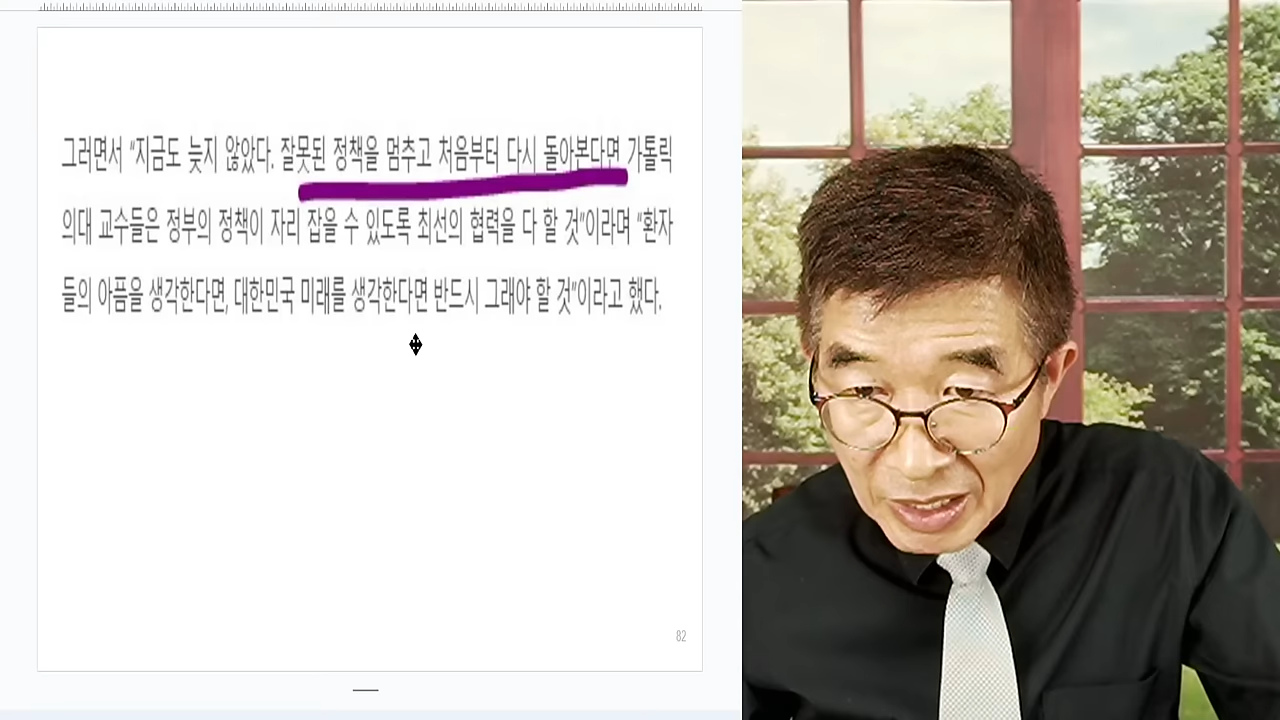 그러면서 “지금도 늦지 않았다. 잘못된 정책을 멈추고 처음부터 다시 돌아본다면 가톨릭
의대 교수들은 정부의 정책이 자리 잡을 수 있도록 최선의 협력을 다 할 것”이라며 “환자
들의 아픔을 생각한다면, 대한민국 미래를 생각한다면 반드시 그래야 할 것”이라고 했다.
82